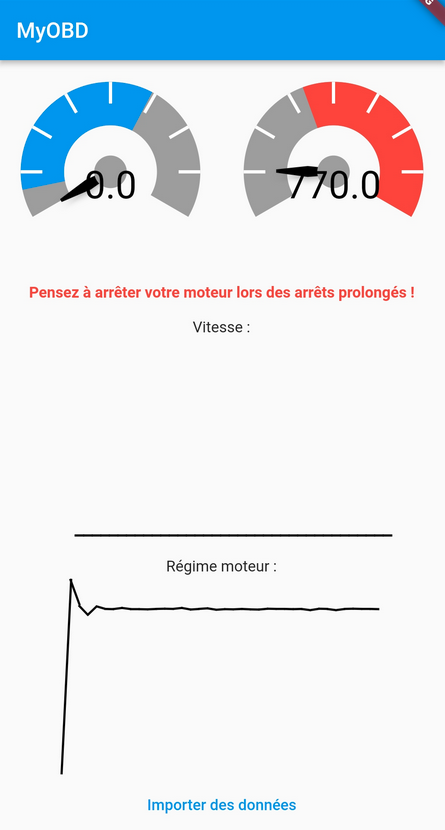 MyOBD
0.0
770.0
Pensez à arrêter votre moteur lors des arrêts prolongés !
Vitesse :
Régime moteur :
Importer des données